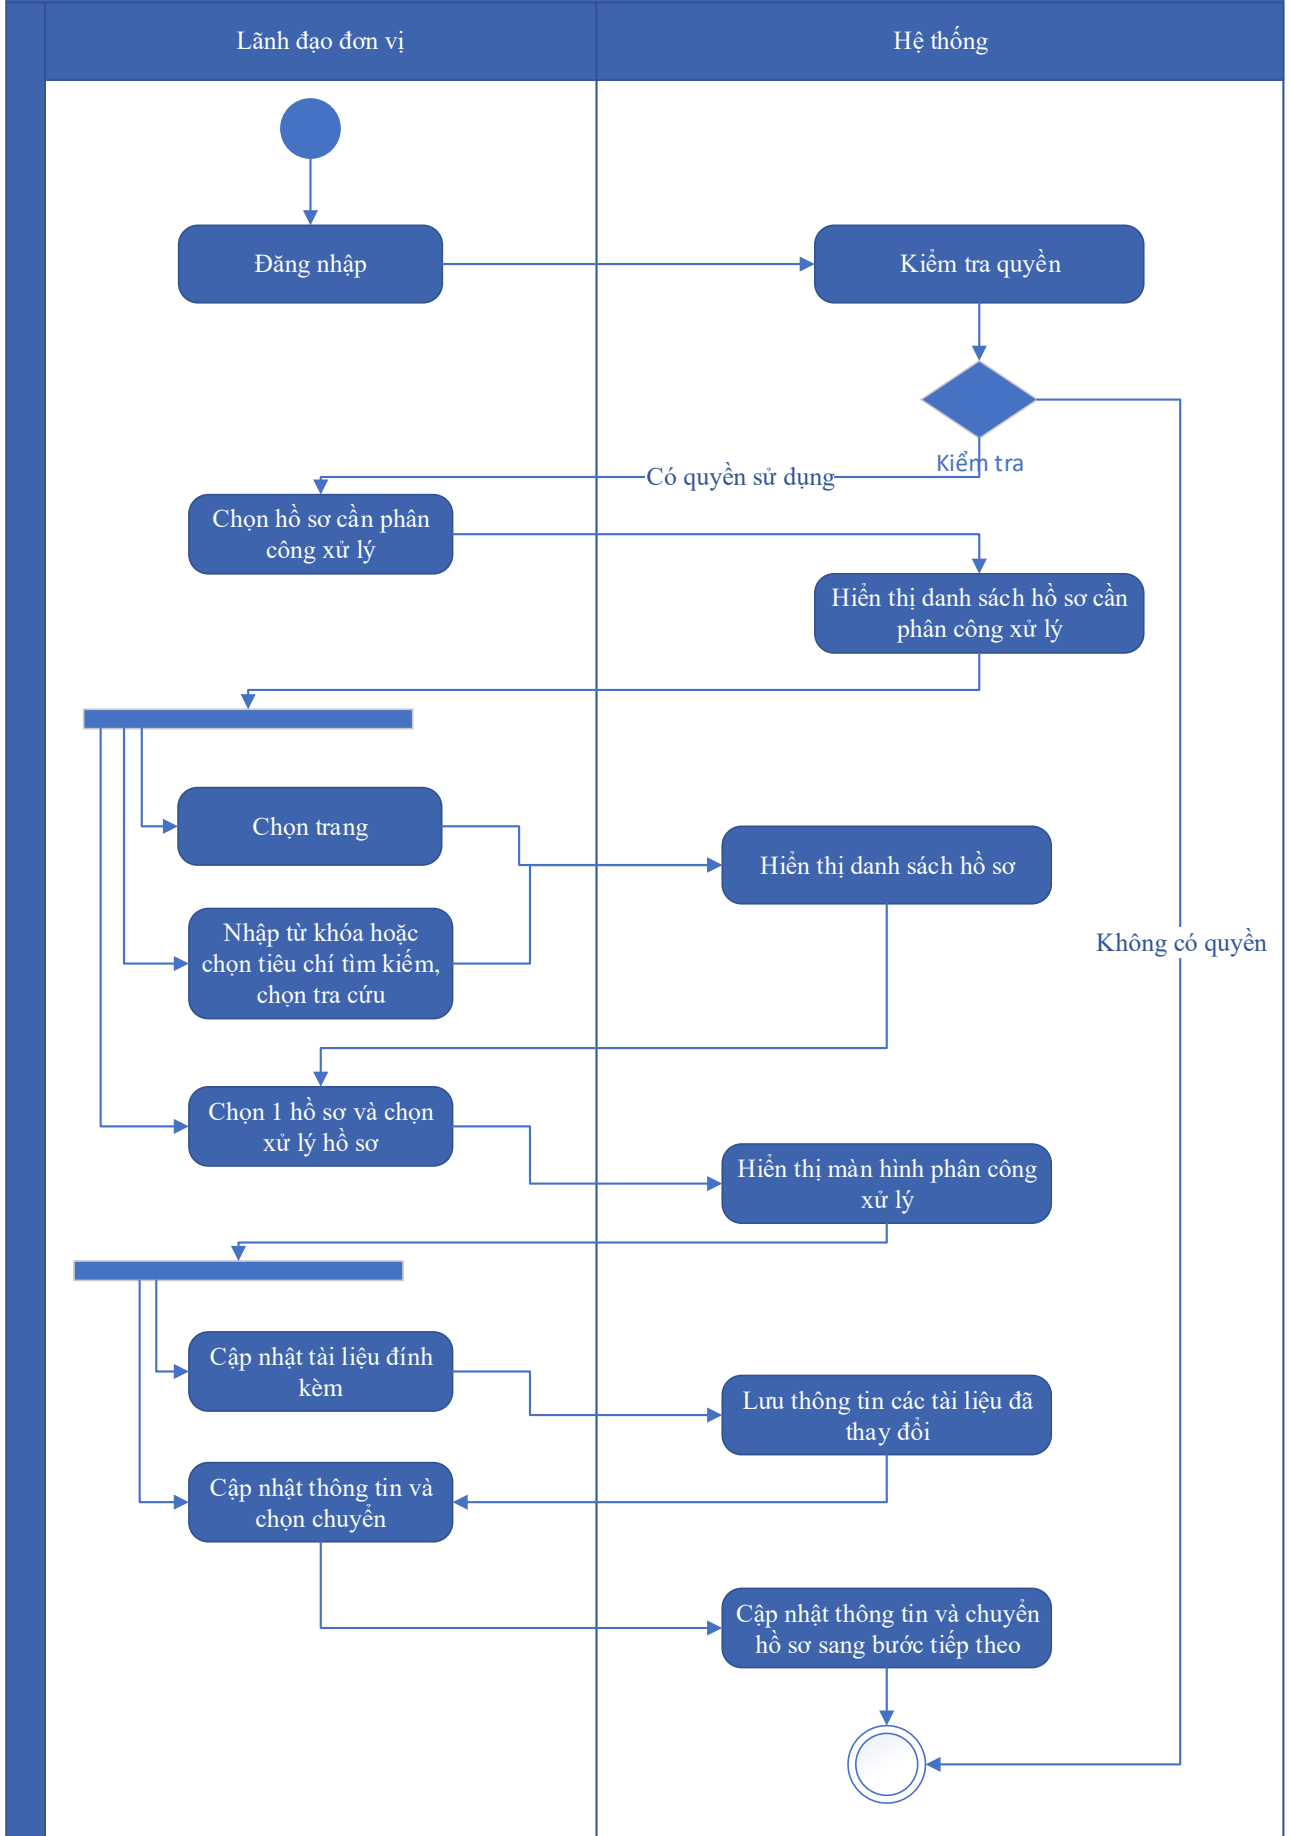 Lãnh đạo đơn vị
Hệ thống
Đăng nhập
Kiểm tra quyền
Kiểm tra
Có quyền sử dụng
Chọn hồ sơ cần phân
công xử lý
Hiển thị danh sách hồ sơ cần
phân công xử lý
Chọn trang
Hiển thị danh sách hồ sơ
Nhập từ khóa hoặc
chọn tiêu chí tìm kiếm,
chọn tra cứu
Không có quyền
Chọn 1 hồ sơ và chọn
xử lý hồ sơ
Hiển thị màn hình phân công
xử lý
Cập nhật tài liệu đính
kèm
Lưu thông tin các tài liệu đã
thay đổi
Cập nhật thông tin và
chọn chuyển
Cập nhật thông tin và chuyển
hồ sơ sang bước tiếp theo